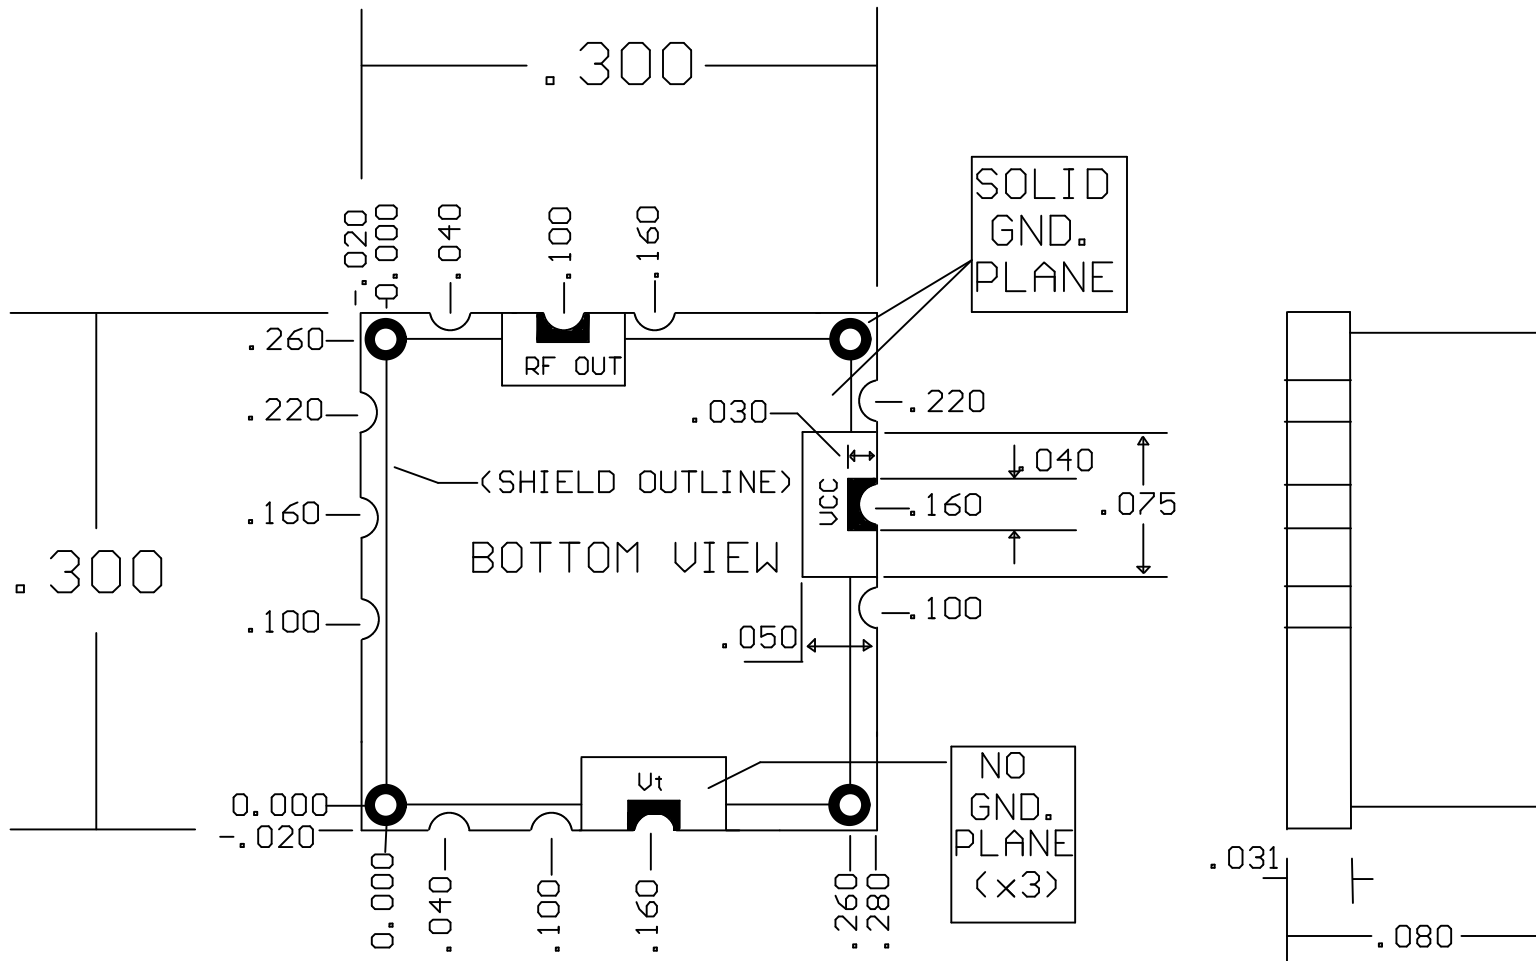 .300
SOLID
GND.
PLANE
-.020
0.000
.040
.100
.160
.260
RF OUT
.220
.030
.220
.040
(SHIELD OUTLINE)
VCC
.160
.160
.075
BOTTOM VIEW
.300
.100
.100
.050
NO
GND.
PLANE
(x3)
Vt
0.000
-.020
0.000
.040
.100
.160
.260
.280
.031
.080